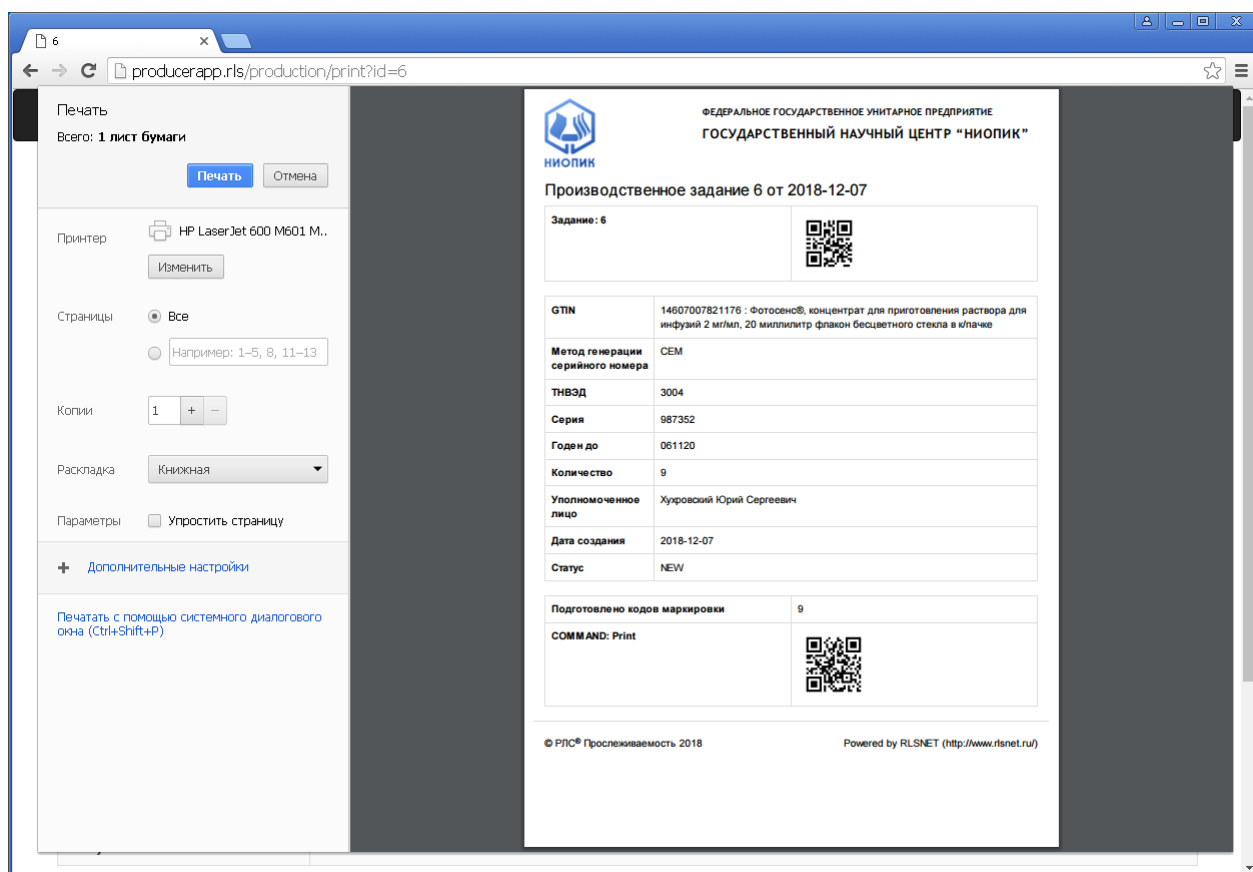 6
producerapp.rls/production/print?id=6
Печать
Всего: 1 лист бумаги
Печать
Отмена
Принтер
HP LaserJet 600 M601 M..
Изменить
Страницы
Все
Например: 1–5, 8, 11–13
Копии
1
+
−
Раскладка
Книжная
Параметры
Упростить страницу
+ Дополнительные настройки
Печатать с помощью системного диалогового
окна (Ctrl+Shift+P)
НИОПИК
ФЕДЕРАЛЬНОЕ ГОСУДАРСТВЕННОЕ УНИТАРНОЕ ПРЕДПРИЯТИЕ
ГОСУДАРСТВЕННЫЙ НАУЧНЫЙ ЦЕНТР “НИОПИК”
Производственное задание 6 от 2018-12-07
Задание: 6
GTIN
14607007821176 : Фотосенс®, концентрат для приготовления раствора для
инфузий 2 мг/мл, 20 миллилитр флакон бесцветного стекла в к/пачке
Метод генерации
серийного номера
СЕМ
ТНВЭД
3004
Серия
987352
Годен до
061120
Количество
9
Уполномоченное
лицо
Хухровский Юрий Сергеевич
Дата создания
2018-12-07
Статус
NEW
Подготовлено кодов маркировки
9
COMMAND: Print
© РЛС® Прослеживаемость 2018
Powered by RLSNET (http://www.rlsnet.ru/)